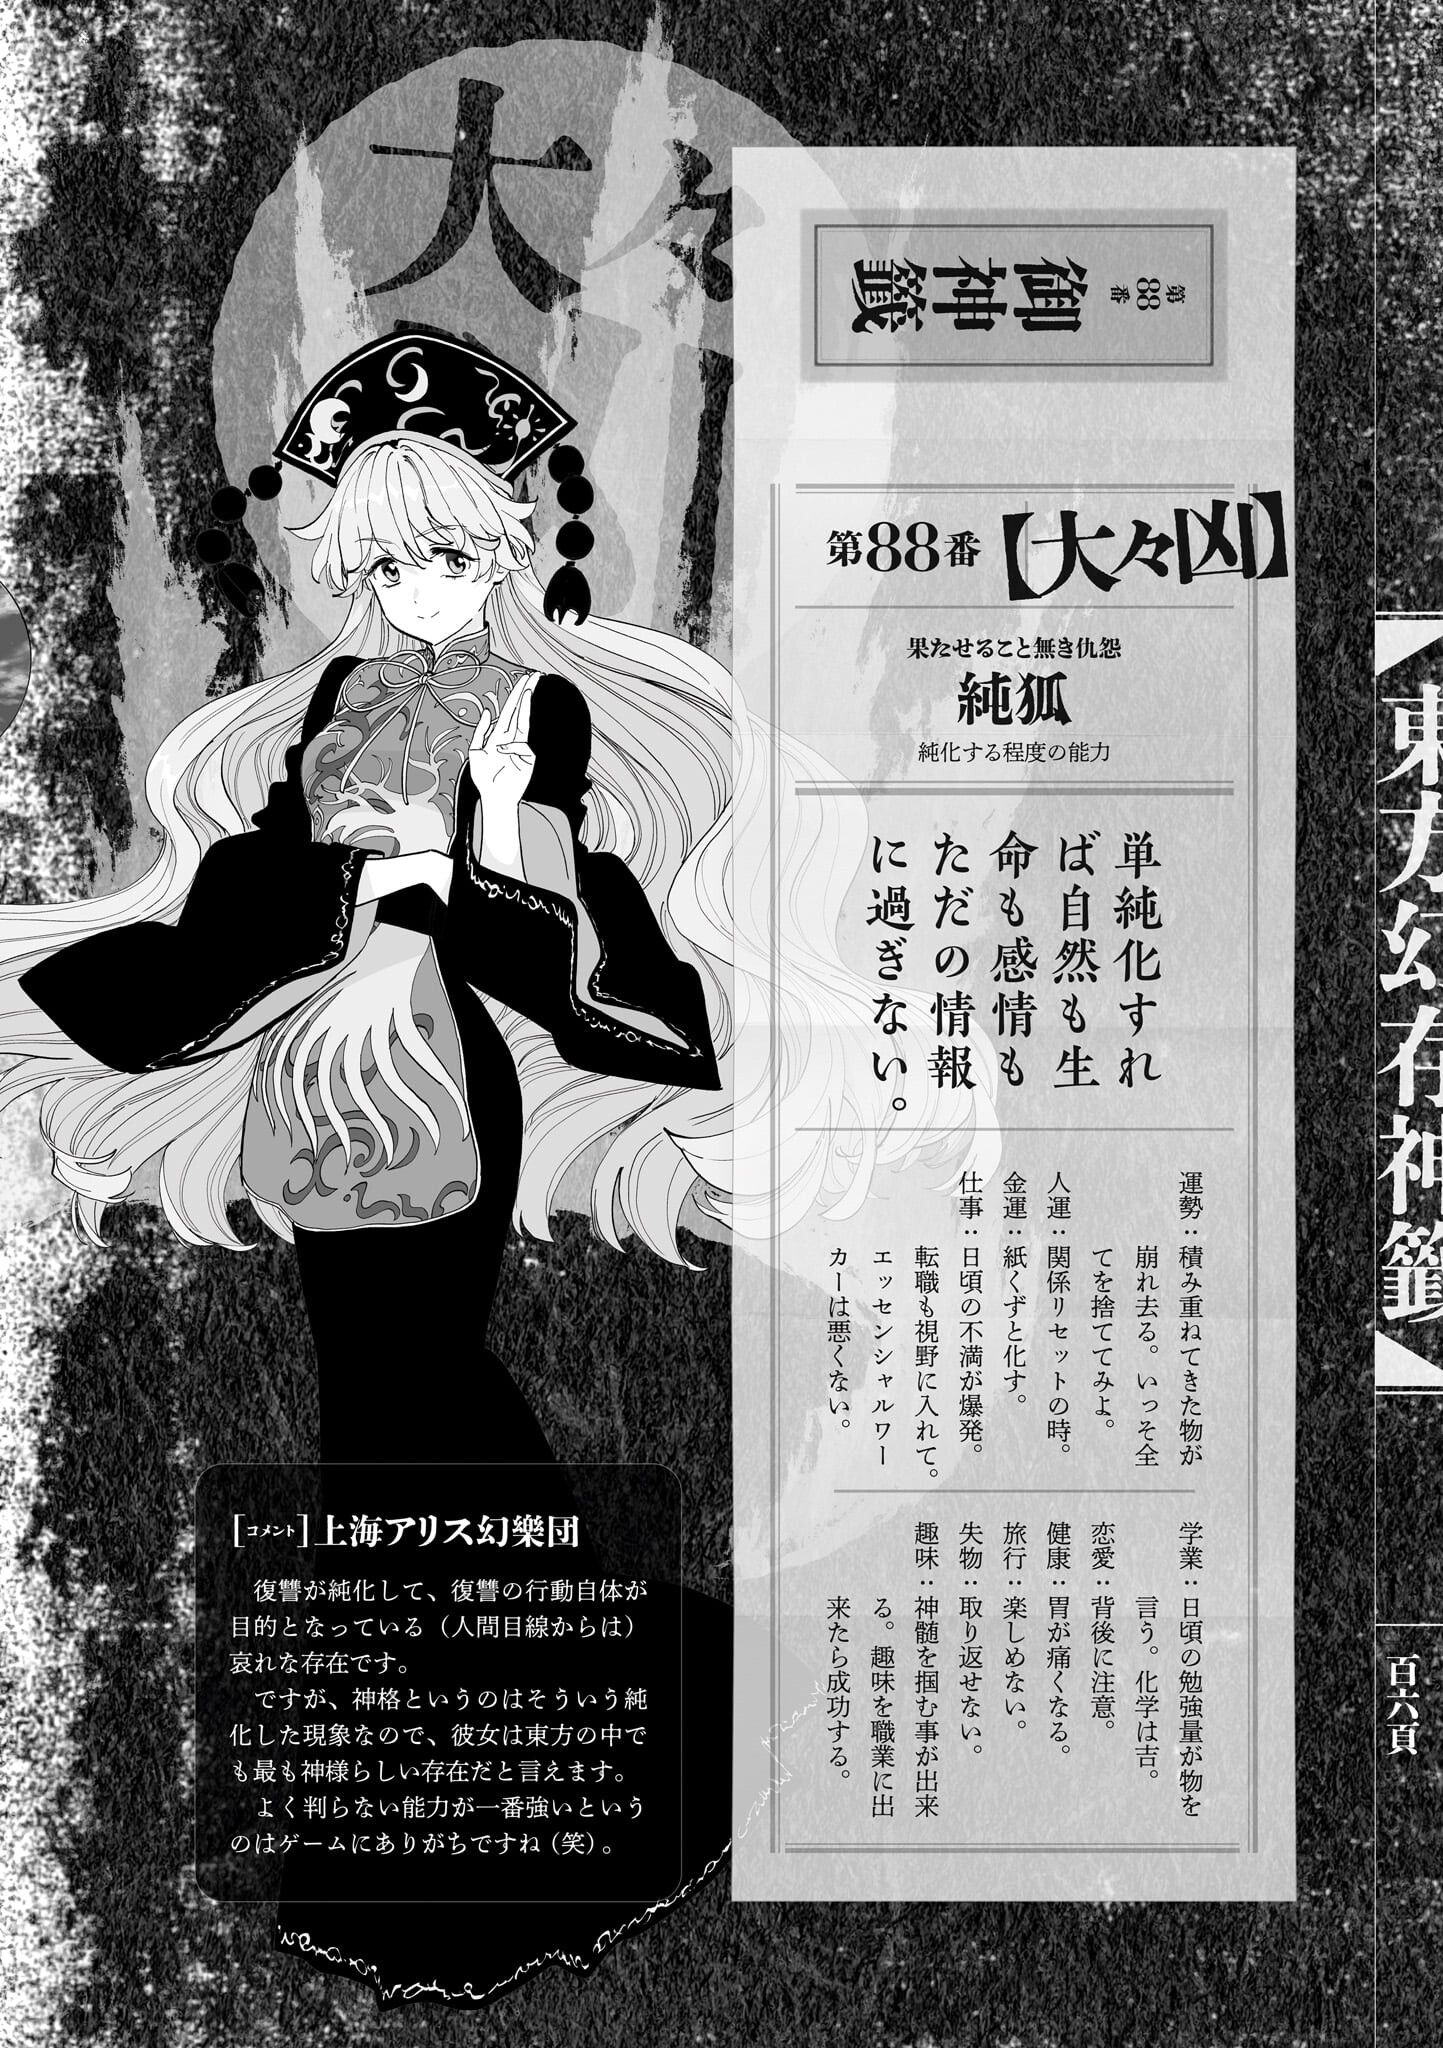 大々凶
御神籤
第88番
第88番【大々凶】
果たせること無き仇怨
純狐
純化する程度の能力
単純化すれ
ば自然も生
命も感情も
ただの情報
に過ぎない。
運勢：積み重ねてきた物が
崩れ去る。いっそ全
てを捨ててみよ。
人運：関係リセットの時。
金運：紙くずと化す。
仕事：日頃の不満が爆発。
転職も視野に入れて。
エッセンシャルワー
カーは悪くない。
学業：日頃の勉強量が物を
言う。化学は吉。
恋愛：背後に注意。
健康：胃が痛くなる。
旅行：楽しめない。
失物：取り返せない。
趣味：神髄を掴む事が出来
る。趣味を職業に出
来たら成功する。
［コメント］上海アリス幻樂団
復讐が純化して、復讐の行動自体が
目的となっている（人間目線からは）
哀れな存在です。
ですが、神格というのはそういう純
化した現象なので、彼女は東方の中で
も最も神様らしい存在だと言えます。
よく判らない能力が一番強いという
のはゲームにありがちですね（笑）。
【東方幻存神籤】
百六頁